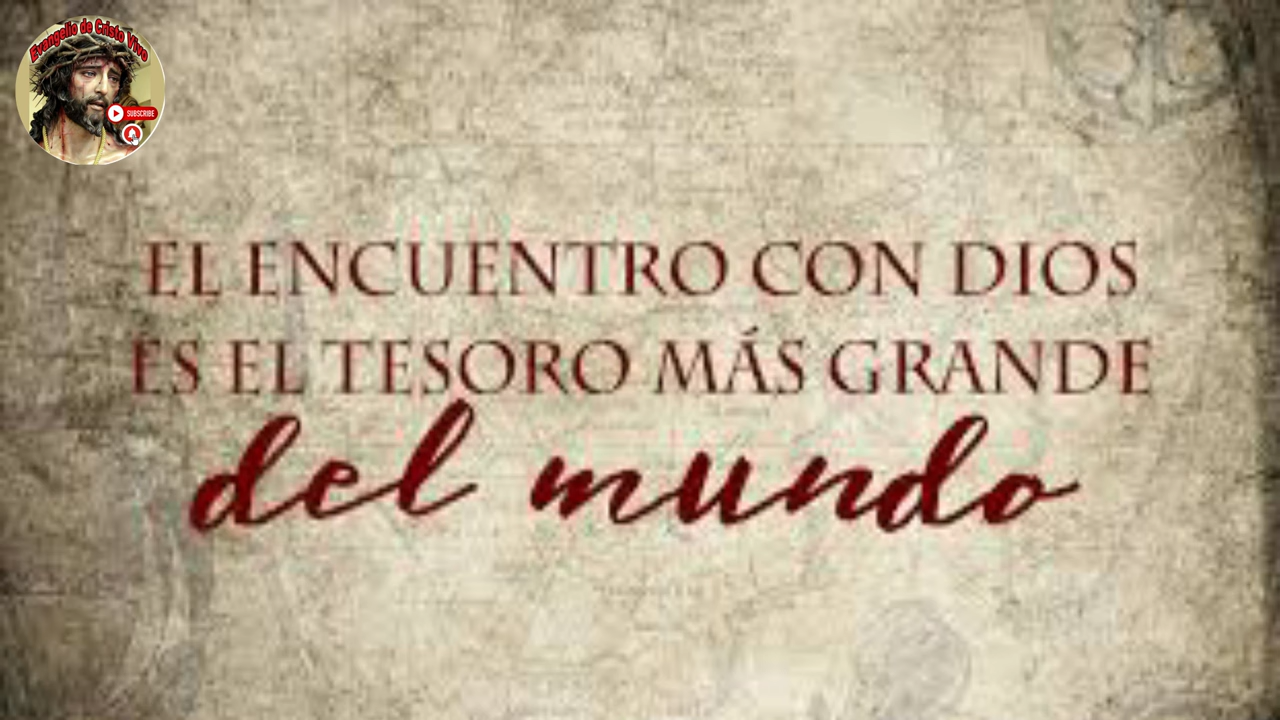 Evangelio de Cristo Vivo
SUBSCRIBE
EL ENCUENTRO CON DIOS
ES EL TESORO MÁS GRANDE
del mundo